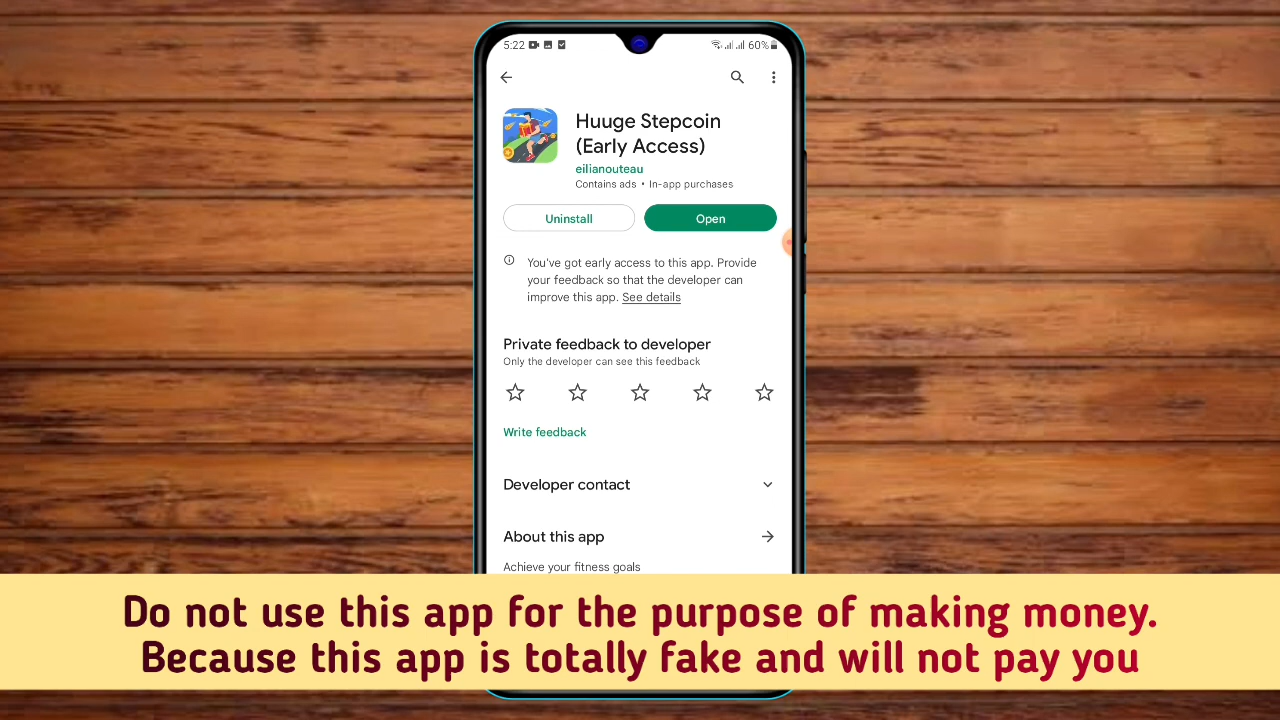 5:22 60%
Huuge Stepcoin
(Early Access)
eilianouteau
Contains ads • In-app purchases
Uninstall Open
You've got early access to this app. Provide
your feedback so that the developer can
improve this app. See details
Private feedback to developer
Only the developer can see this feedback
Write feedback
Developer contact
About this app
Achieve your fitness goals
Do not use this app for the purpose of making money.
Because this app is totally fake and will not pay you